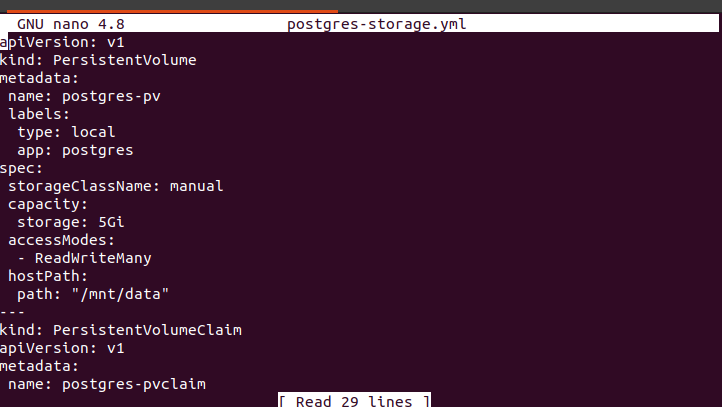 GNU nano 4.8 postgres-storage.yml
apiVersion: v1
kind: PersistentVolume
metadata:
 name: postgres-pv
 labels:
  type: local
  app: postgres
spec:
 storageClassName: manual
 capacity:
  storage: 5Gi
 accessModes:
  - ReadWriteMany
 hostPath:
  path: "/mnt/data"
---
kind: PersistentVolumeClaim
apiVersion: v1
metadata:
 name: postgres-pvclaim
[ Read 29 lines ]